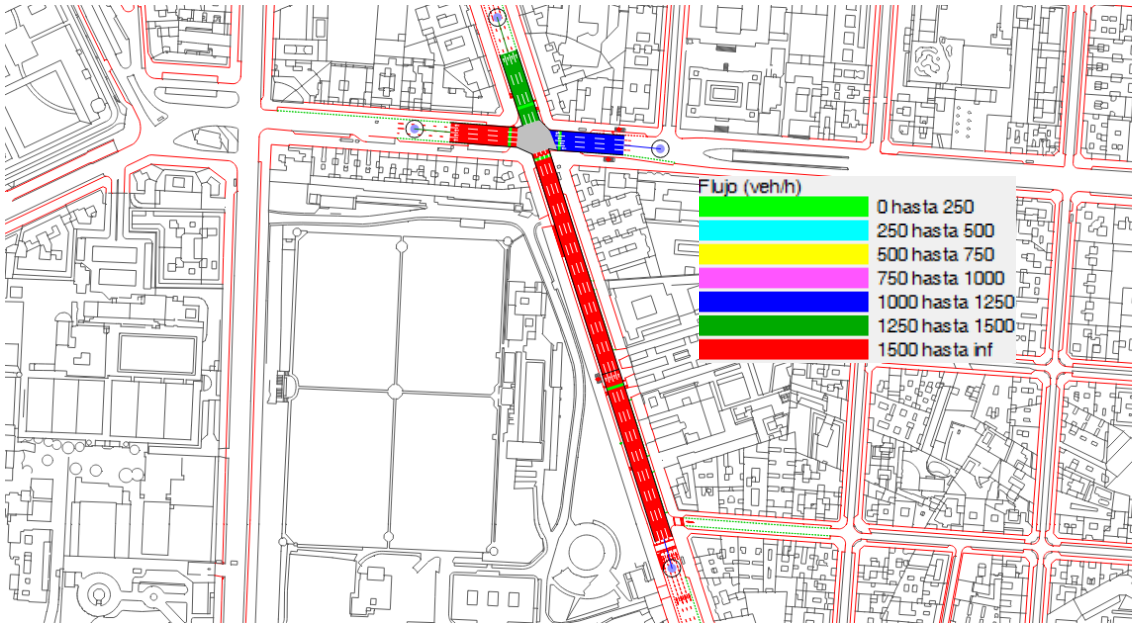 Flujo (veh/h)
0 hasta 250
250 hasta 500
500 hasta 750
750 hasta 1000
1000 hasta 1250
1250 hasta 1500
1500 hasta inf